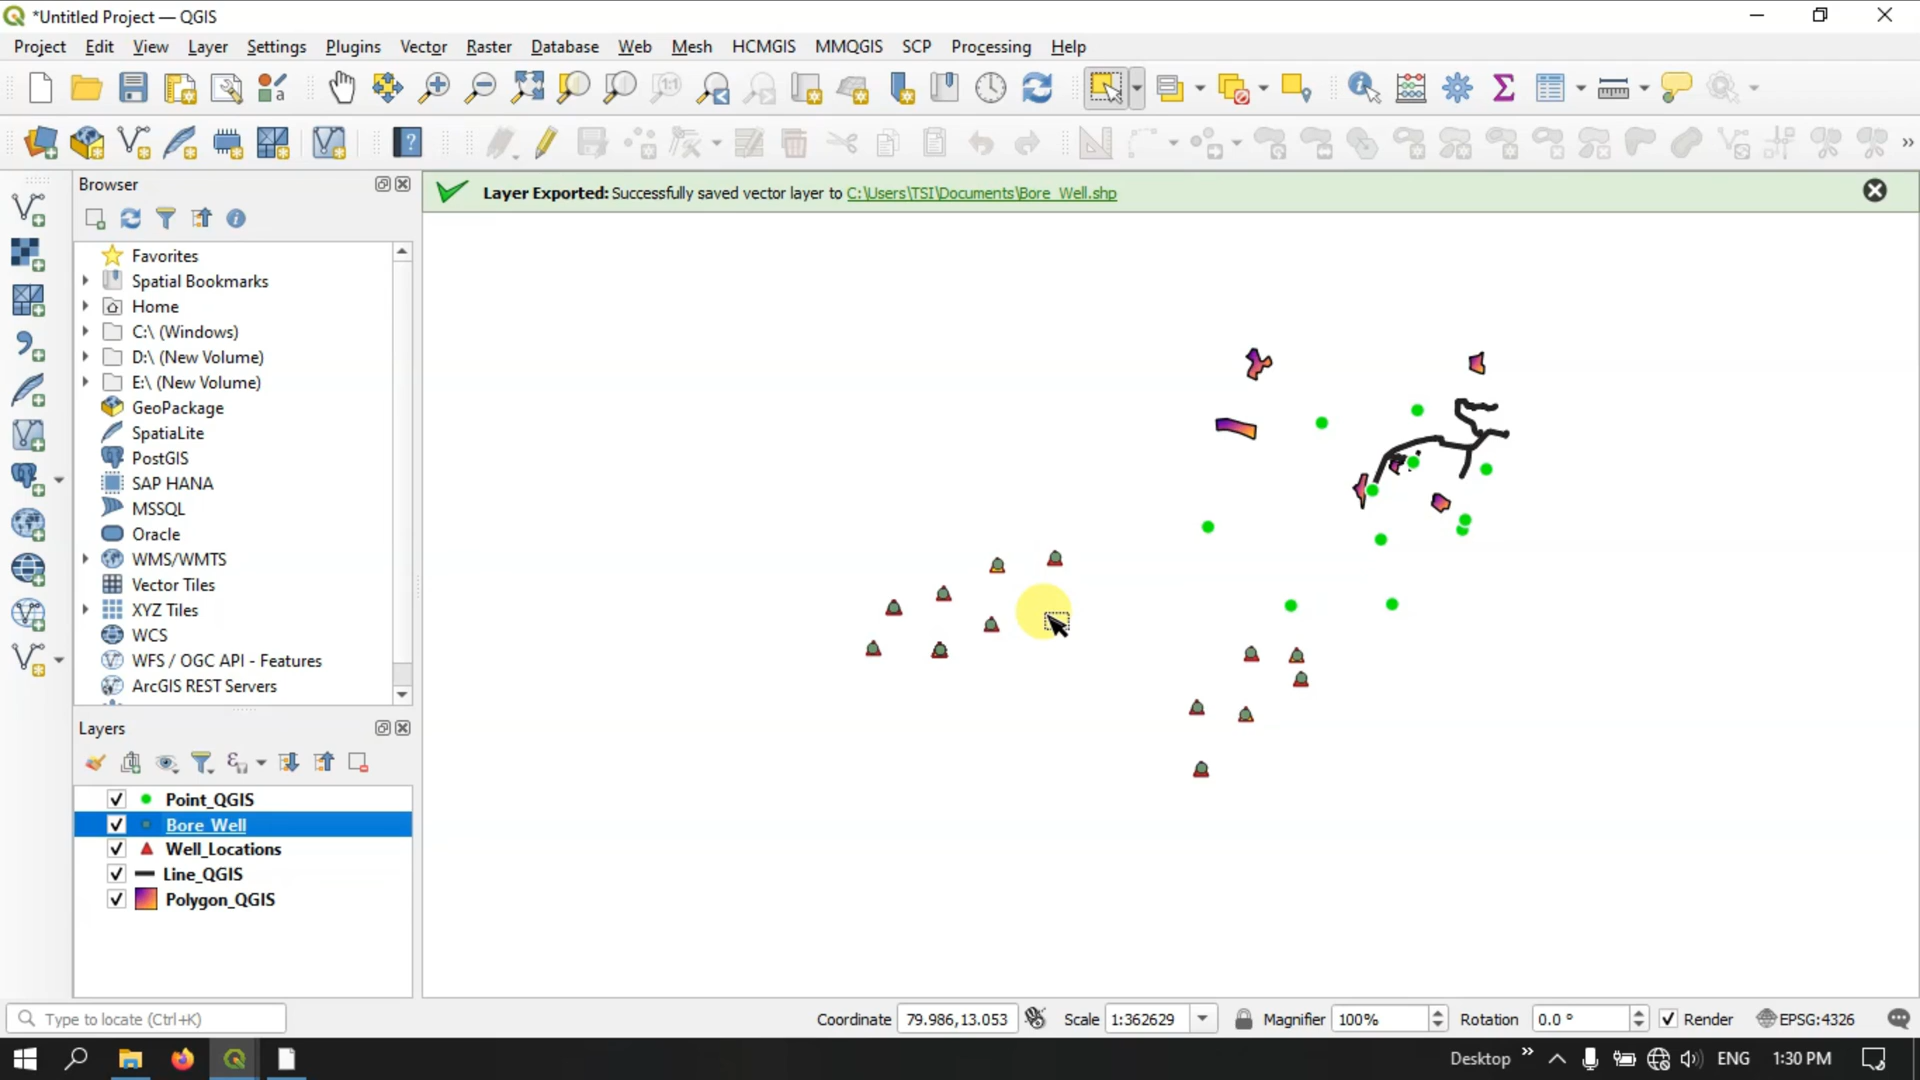 *Untitled Project — QGIS
Project Edit View Layer Settings Plugins Vector Raster Database Web Mesh HCMGIS MMQGIS SCP Processing Help
Browser
Layer Exported: Successfully saved vector layer to C:\Users\TSI\Documents\Bore_Well.shp
Favorites
Spatial Bookmarks
Home
C:\ (Windows)
D:\ (New Volume)
E:\ (New Volume)
GeoPackage
SpatiaLite
PostGIS
SAP HANA
MSSQL
Oracle
WMS/WMTS
Vector Tiles
XYZ Tiles
WCS
WFS / OGC API - Features
ArcGIS REST Servers
Layers
Point_QGIS
Bore_Well
Well_Locations
Line_QGIS
Polygon_QGIS
Type to locate (Ctrl+K) Coordinate 79.986,13.053 Scale 1:362629 Magnifier 100% Rotation 0.0 ° Render EPSG:4326
Desktop ENG 1:30 PM